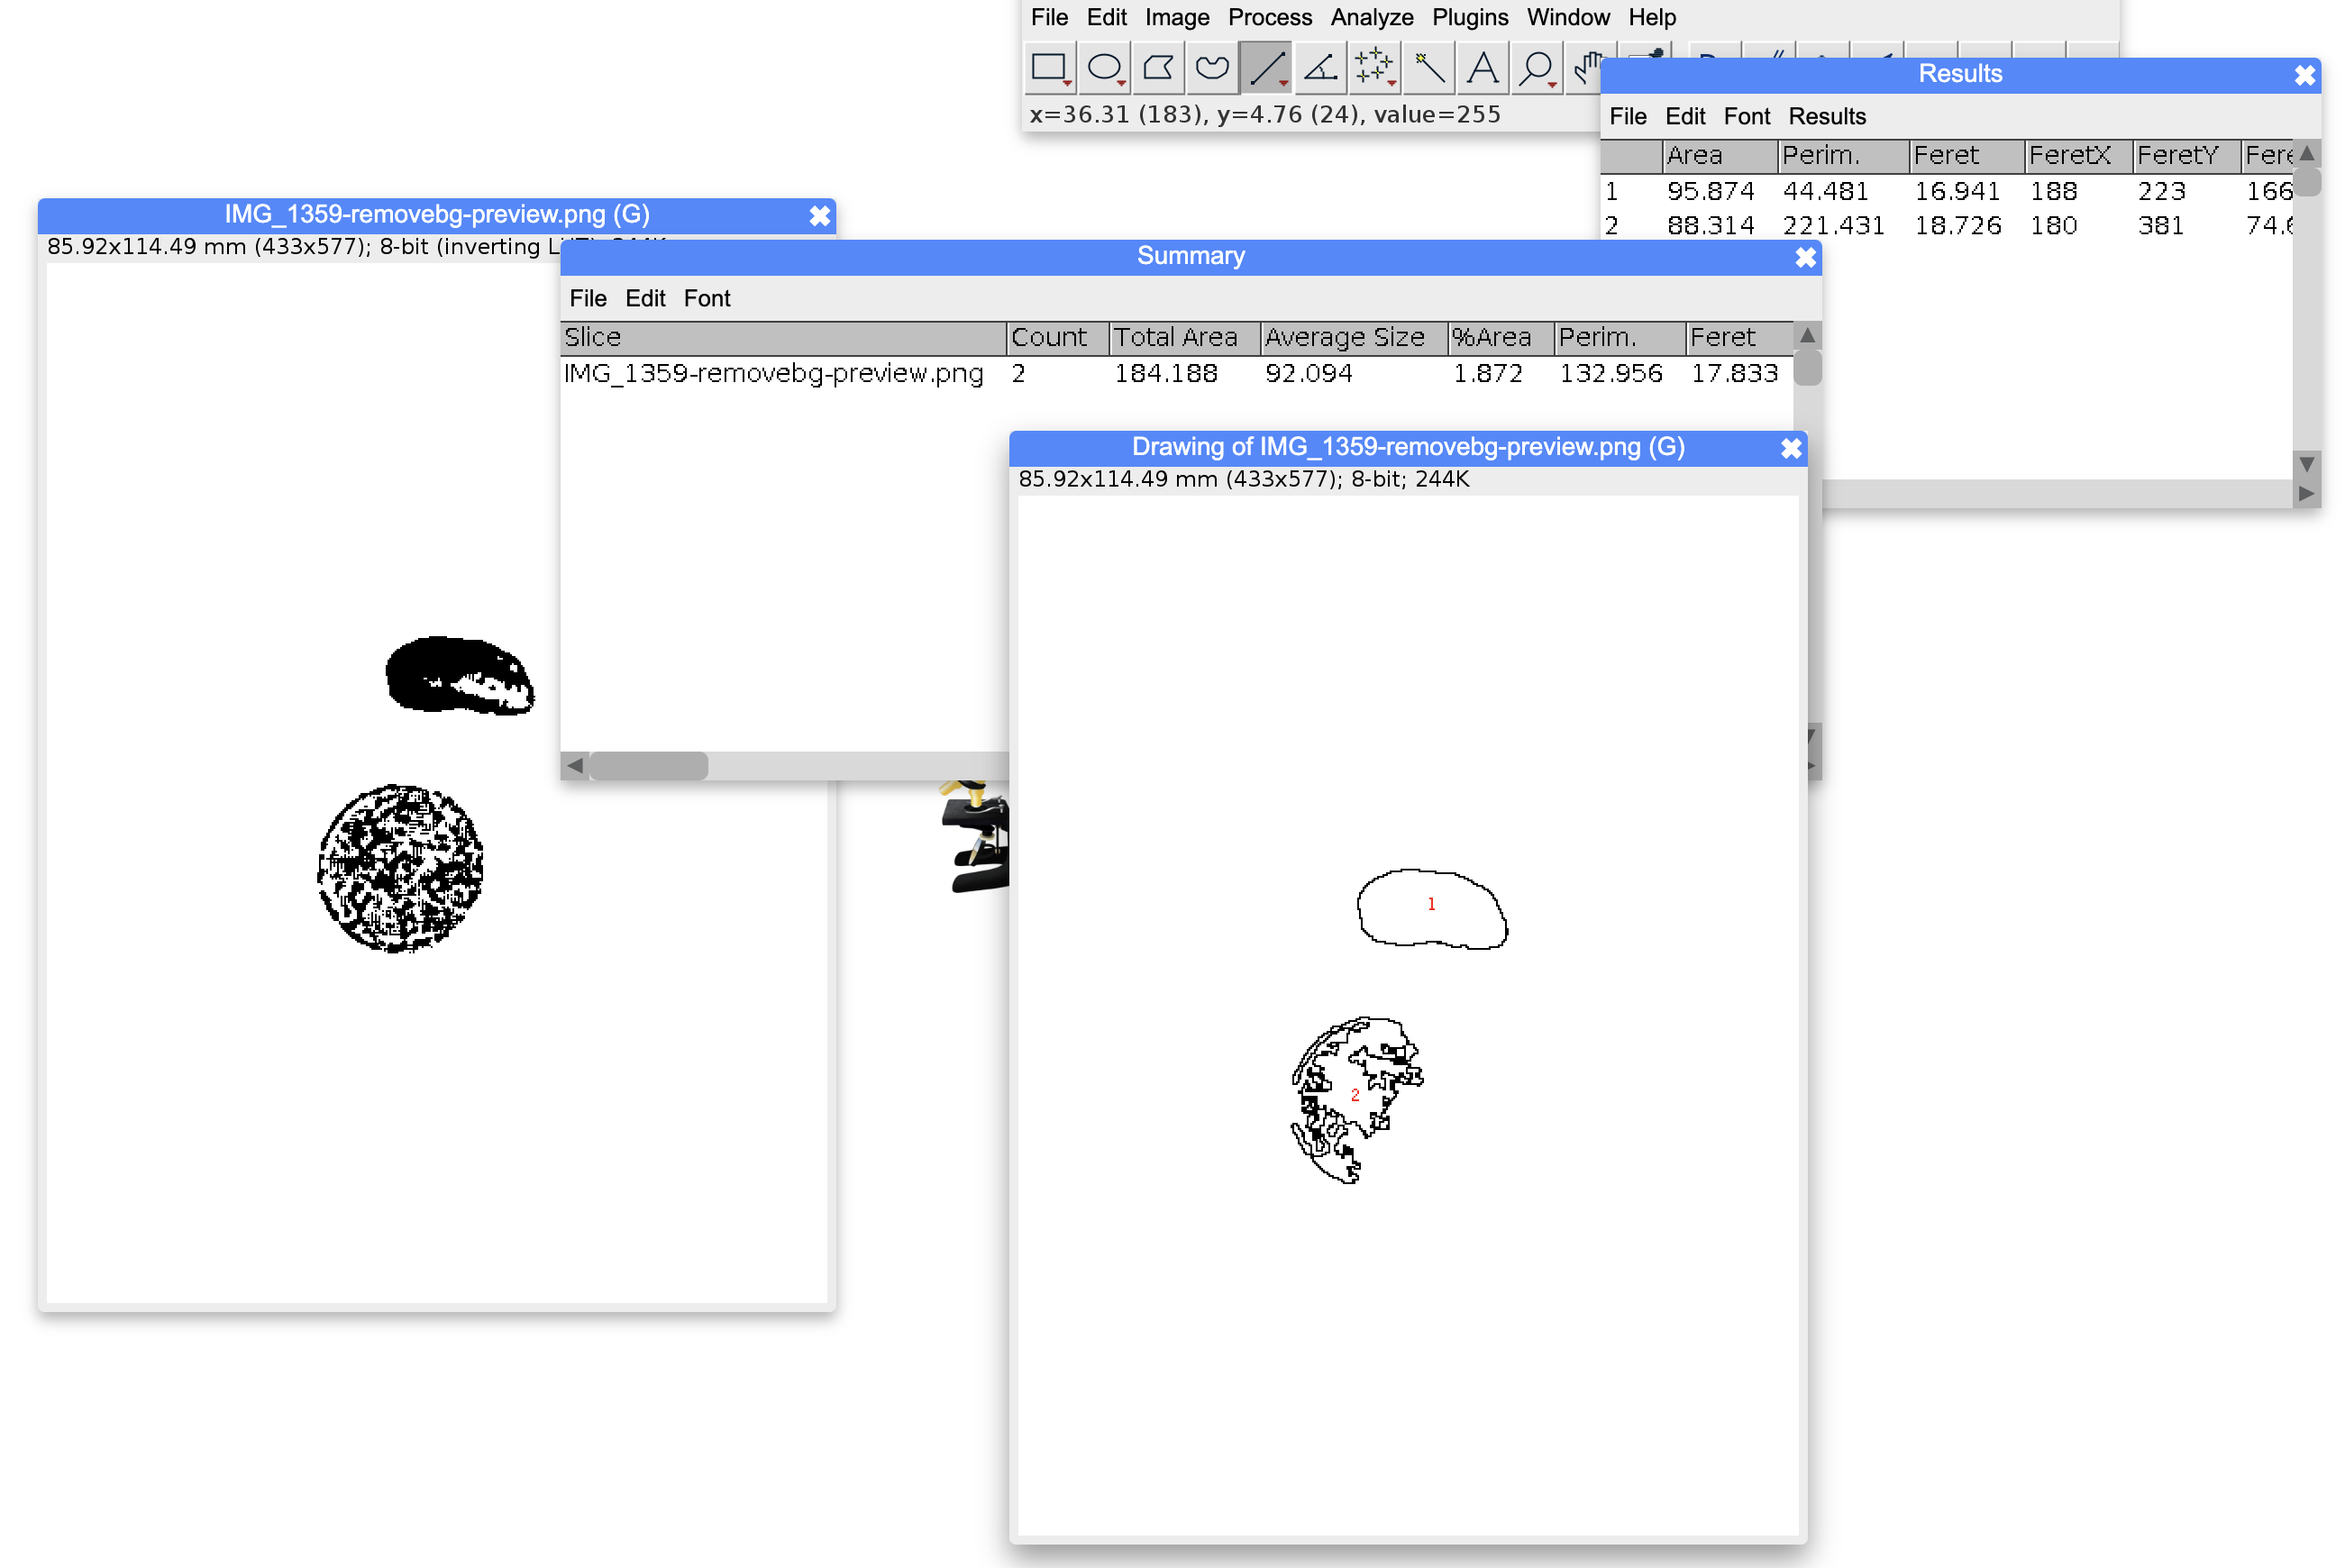 File Edit Image Process Analyze Plugins Window Help
x=36.31 (183), y=4.76 (24), value=255
Results
File Edit Font Results
Area Perim. Feret FeretX FeretY
1 95.874 44.481 16.941 188 223 166
2 88.314 221.431 18.726 180 381
IMG_1359-removebg-preview.png (G)
85.92x114.49 mm (433x577); 8-bit (inverting
Summary
File Edit Font
Slice Count Total Area Average Size %Area Perim. Feret
IMG_1359-removebg-preview.png 2 184.188 92.094 1.872 132.956 17.833
Drawing of IMG_1359-removebg-preview.png (G)
85.92x114.49 mm (433x577); 8-bit; 244K
1
2